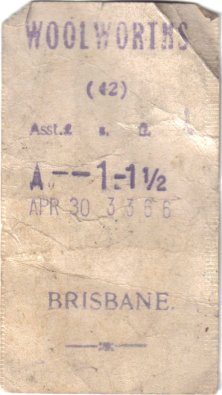 WOOLWORTHS
(42)
Asst. £ s. d.
A---1.-1½
APR 30 3366
BRISBANE.